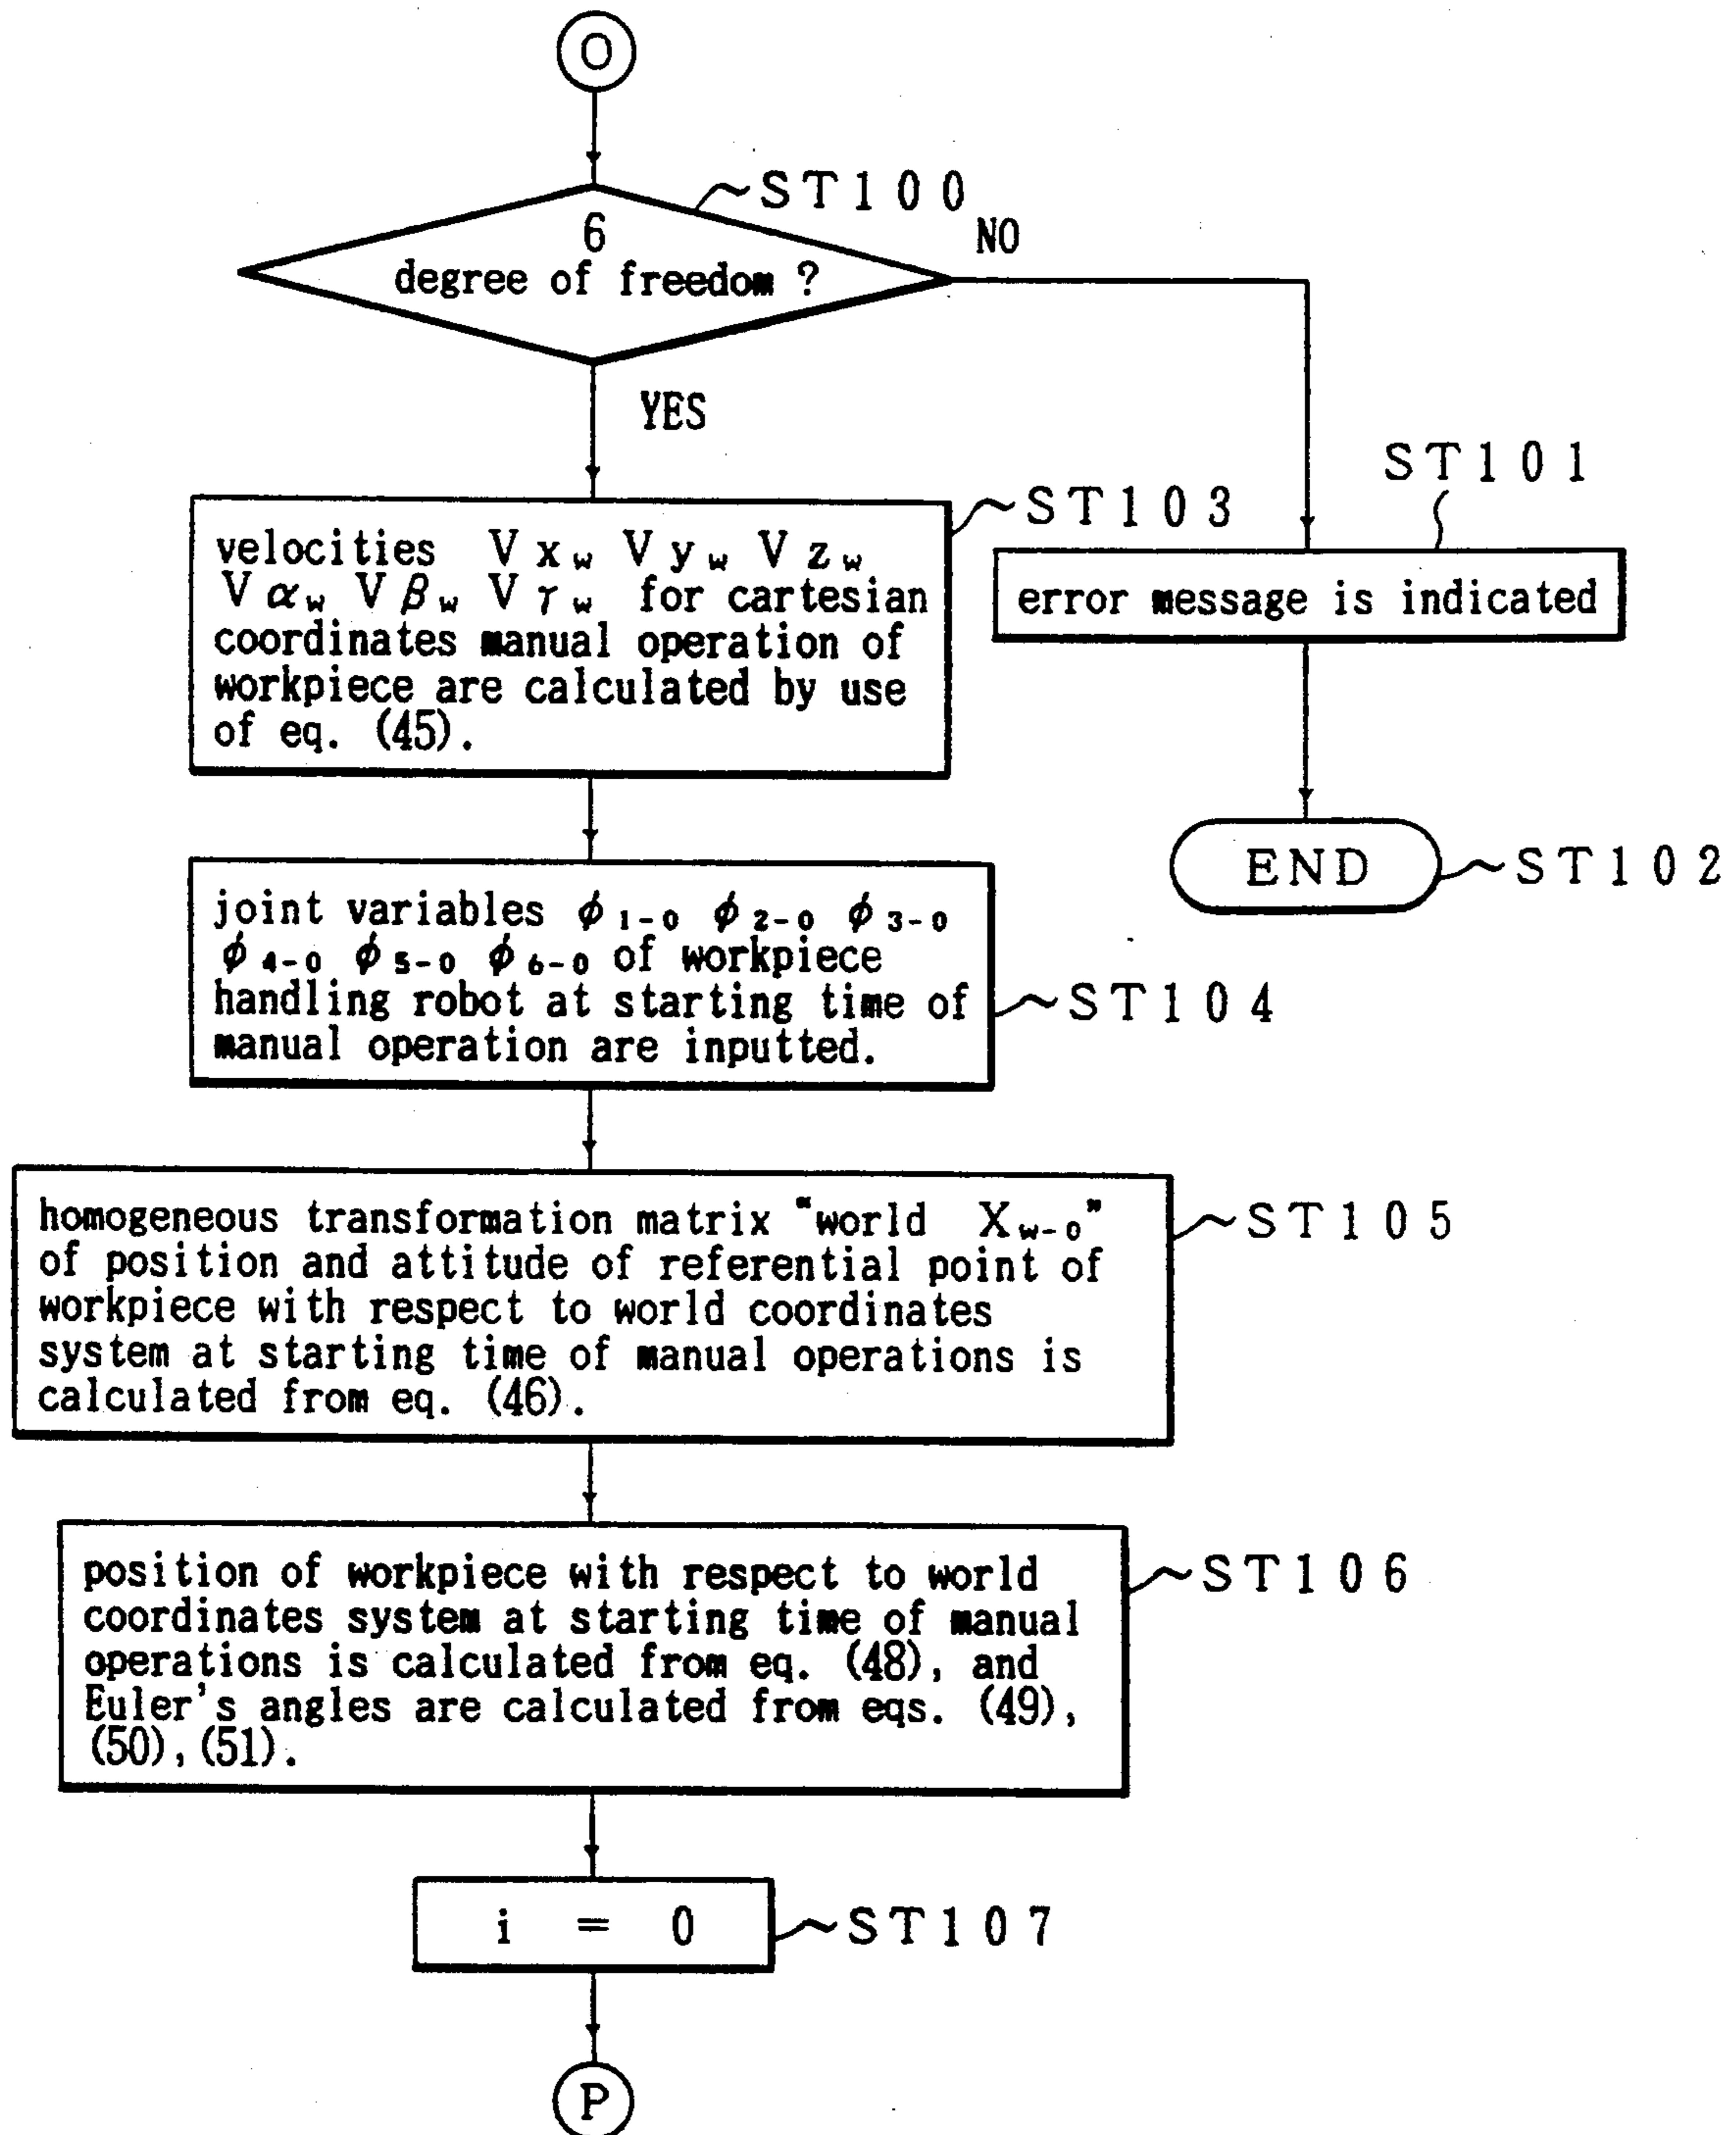 O
ST100
6
degree of freedom ?
NO
YES
ST101
error message is indicated
END
ST102
ST103
velocities Vxw Vyw Vzw
Vαw Vβw Vγw for cartesian
coordinates manual operation of
workpiece are calculated by use
of eq. (45).
joint variables φ1-0 φ2-0 φ3-0
φ4-0 φ5-0 φ6-0 of workpiece
handling robot at starting time of
manual operation are inputted.
ST104
homogeneous transformation matrix "world Xw-0"
of position and attitude of referential point of
workpiece with respect to world coordinates
system at starting time of manual operations is
calculated from eq. (46).
ST105
position of workpiece with respect to world
coordinates system at starting time of manual
operations is calculated from eq. (48), and
Euler's angles are calculated from eqs. (49),
(50),(51).
ST106
i = 0
ST107
P